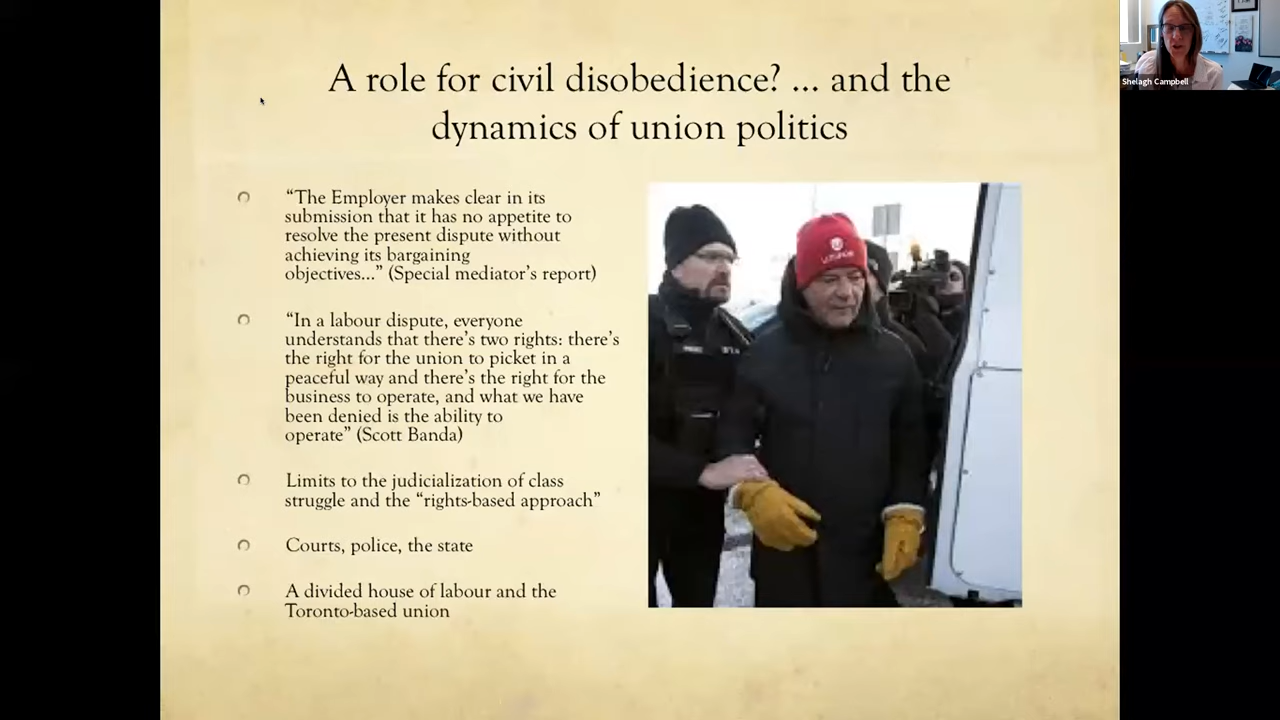 A role for civil disobedience? ... and the
dynamics of union politics
“The Employer makes clear in its
submission that it has no appetite to
resolve the present dispute without
achieving its bargaining
objectives...” (Special mediator’s report)
“In a labour dispute, everyone
understands that there’s two rights: there’s
the right for the union to picket in a
peaceful way and there’s the right for the
business to operate, and what we have
been denied is the ability to
operate” (Scott Banda)
Limits to the judicialization of class
struggle and the “rights-based approach”
Courts, police, the state
A divided house of labour and the
Toronto-based union
Shelagh Campbell